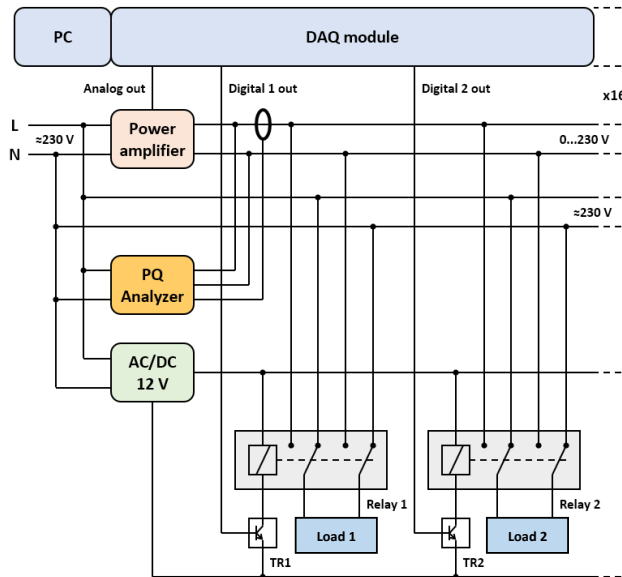 PC
DAQ module
Analog out
Digital 1 out
Digital 2 out
x16
L
≈230 V
N
Power
amplifier
0...230 V
≈230 V
PQ
Analyzer
AC/DC
12 V
Relay 1
Relay 2
Load 1
Load 2
TR1
TR2